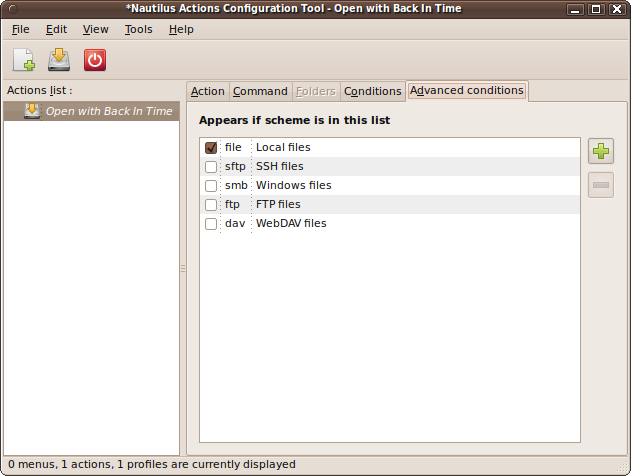 *Nautilus Actions Configuration Tool - Open with Back In Time
File Edit View Tools Help
Actions list :
Open with Back In Time
Action Command Folders Conditions Advanced conditions
Appears if scheme is in this list
file Local files
sftp SSH files
smb Windows files
ftp FTP files
dav WebDAV files
0 menus, 1 actions, 1 profiles are currently displayed